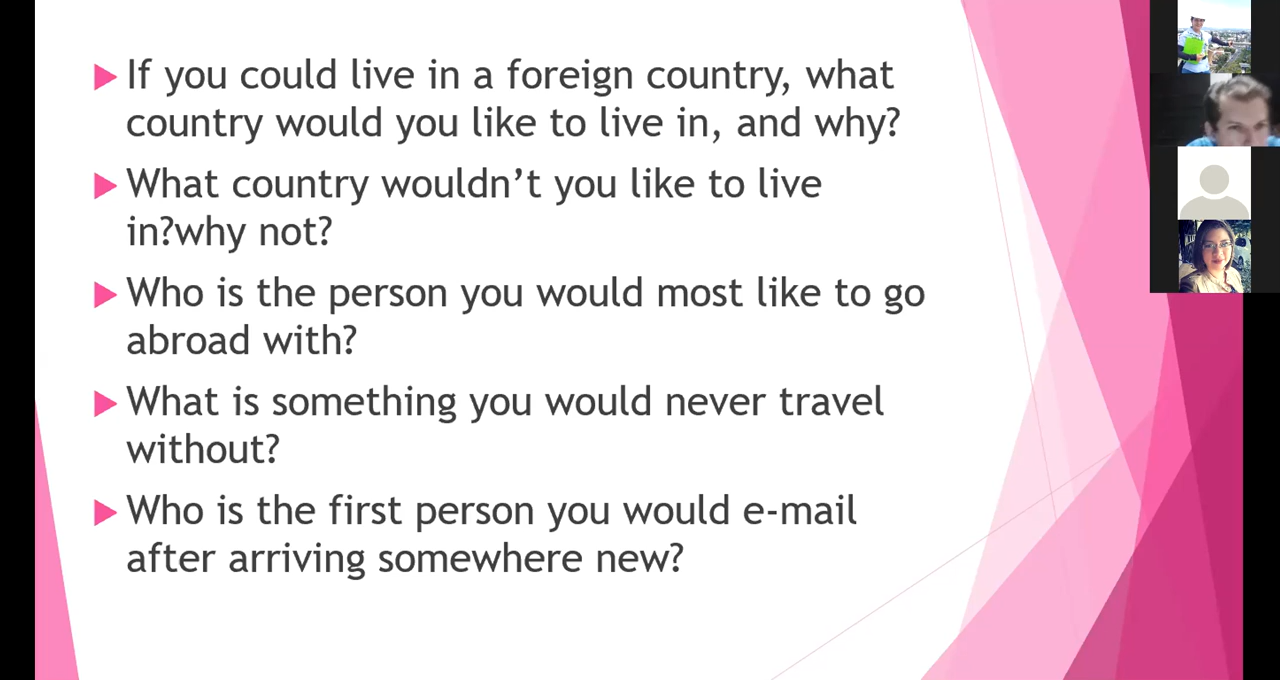 If you could live in a foreign country, what
country would you like to live in, and why?
What country wouldn’t you like to live
in?why not?
Who is the person you would most like to go
abroad with?
What is something you would never travel
without?
Who is the first person you would e-mail
after arriving somewhere new?